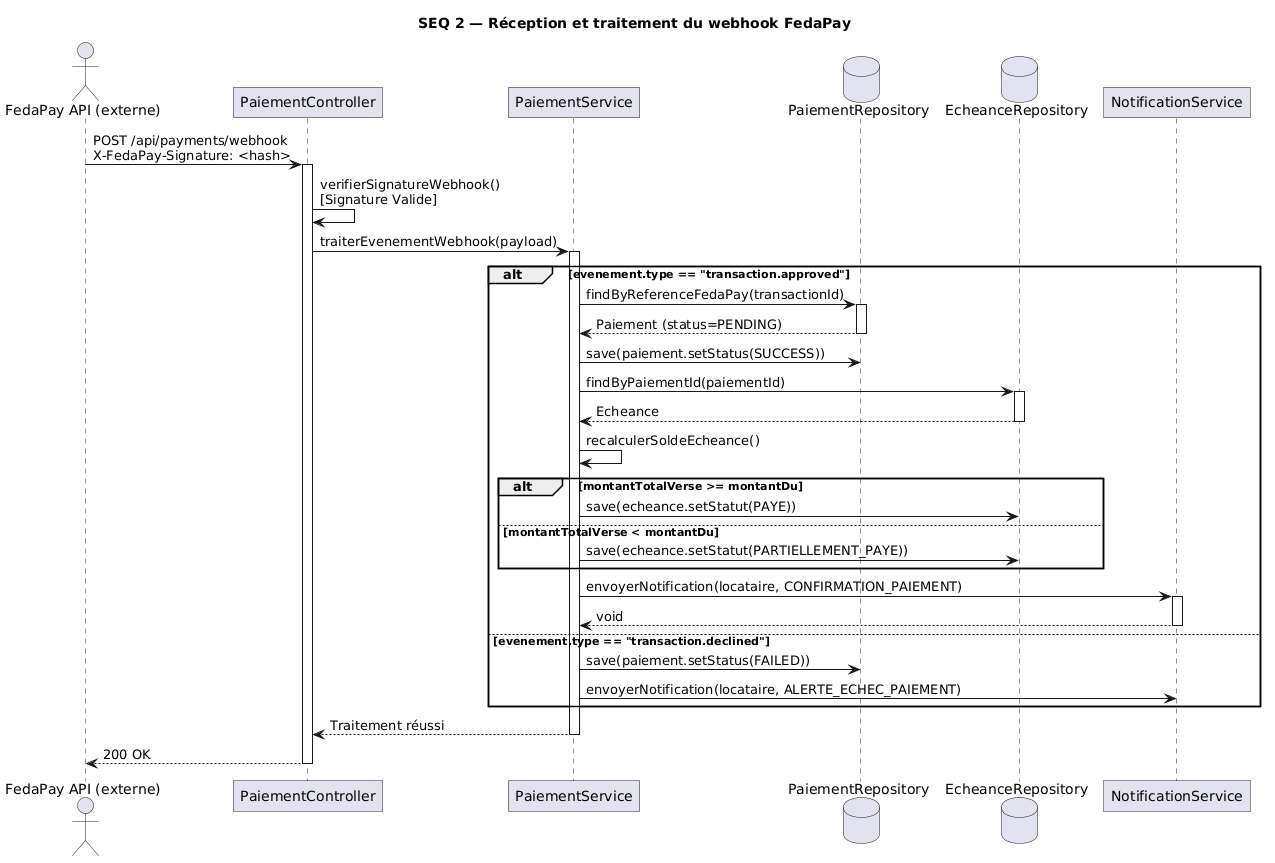 SEQ 2 — Réception et traitement du webhook FedaPay
FedaPay API (externe)
PaiementController
PaiementService
PaiementRepository
EcheanceRepository
NotificationService
POST /api/payments/webhook
X-FedaPay-Signature: <hash>
verifierSignatureWebhook()
[Signature Valide]
traiterEvenementWebhook(payload)
alt
[evenement.type == "transaction.approved"]
findByReferenceFedaPay(transactionId)
Paiement (status=PENDING)
save(paiement.setStatus(SUCCESS))
findByPaiementId(paiementId)
Echeance
recalculerSoldeEcheance()
alt
[montantTotalVerse >= montantDu]
save(echeance.setStatut(PAYE))
[montantTotalVerse < montantDu]
save(echeance.setStatut(PARTIELLEMENT_PAYE))
envoyerNotification(locataire, CONFIRMATION_PAIEMENT)
void
[evenement.type == "transaction.declined"]
save(paiement.setStatus(FAILED))
envoyerNotification(locataire, ALERTE_ECHEC_PAIEMENT)
Traitement réussi
200 OK
FedaPay API (externe)
PaiementController
PaiementService
PaiementRepository
EcheanceRepository
NotificationService